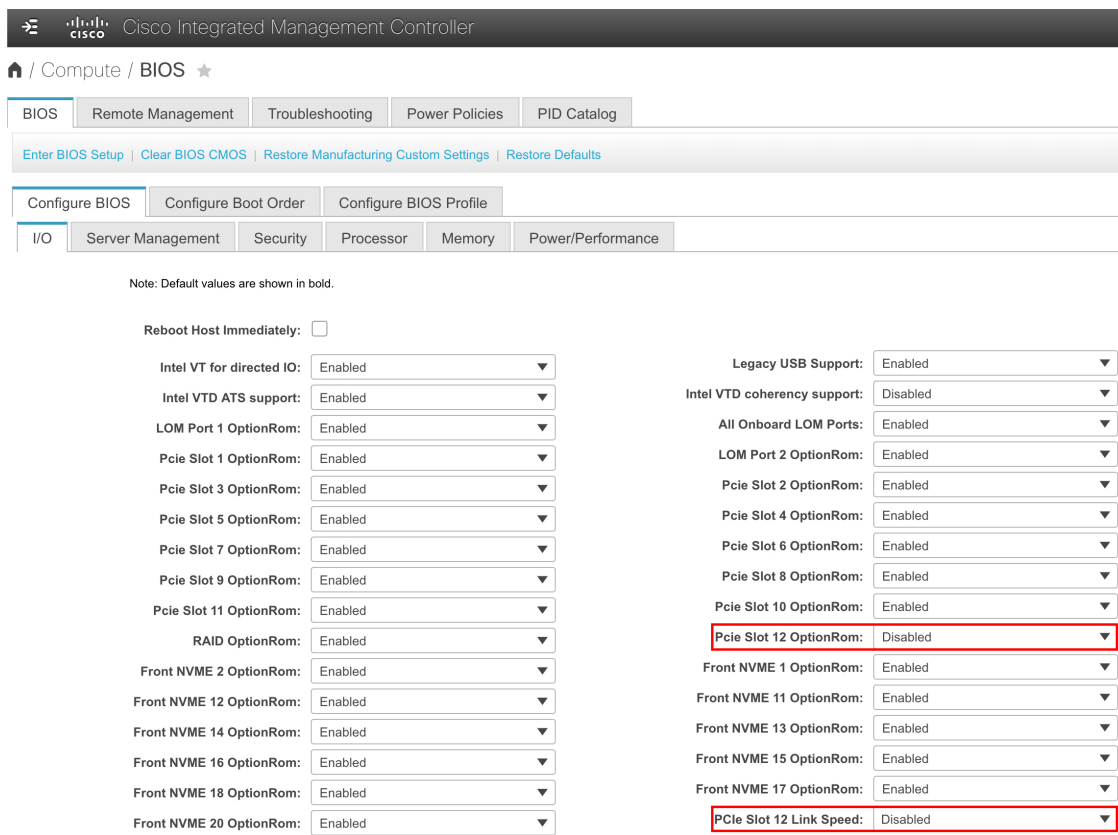 CISCO Cisco Integrated Management Controller
/ Compute / BIOS
BIOS Remote Management Troubleshooting Power Policies PID Catalog
Enter BIOS Setup | Clear BIOS CMOS | Restore Manufacturing Custom Settings | Restore Defaults
Configure BIOS Configure Boot Order Configure BIOS Profile
I/O Server Management Security Processor Memory Power/Performance
Note: Default values are shown in bold.
Reboot Host Immediately:
Intel VT for directed IO: Enabled Legacy USB Support: Enabled
Intel VTD ATS support: Enabled Intel VTD coherency support: Disabled
LOM Port 1 OptionRom: Enabled All Onboard LOM Ports: Enabled
Pcie Slot 1 OptionRom: Enabled LOM Port 2 OptionRom: Enabled
Pcie Slot 3 OptionRom: Enabled Pcie Slot 2 OptionRom: Enabled
Pcie Slot 5 OptionRom: Enabled Pcie Slot 4 OptionRom: Enabled
Pcie Slot 7 OptionRom: Enabled Pcie Slot 6 OptionRom: Enabled
Pcie Slot 9 OptionRom: Enabled Pcie Slot 8 OptionRom: Enabled
Pcie Slot 11 OptionRom: Enabled Pcie Slot 10 OptionRom: Enabled
RAID OptionRom: Enabled Pcie Slot 12 OptionRom: Disabled
Front NVME 2 OptionRom: Enabled Front NVME 1 OptionRom: Enabled
Front NVME 12 OptionRom: Enabled Front NVME 11 OptionRom: Enabled
Front NVME 14 OptionRom: Enabled Front NVME 13 OptionRom: Enabled
Front NVME 16 OptionRom: Enabled Front NVME 15 OptionRom: Enabled
Front NVME 18 OptionRom: Enabled Front NVME 17 OptionRom: Enabled
Front NVME 20 OptionRom: Enabled PCIe Slot 12 Link Speed: Disabled